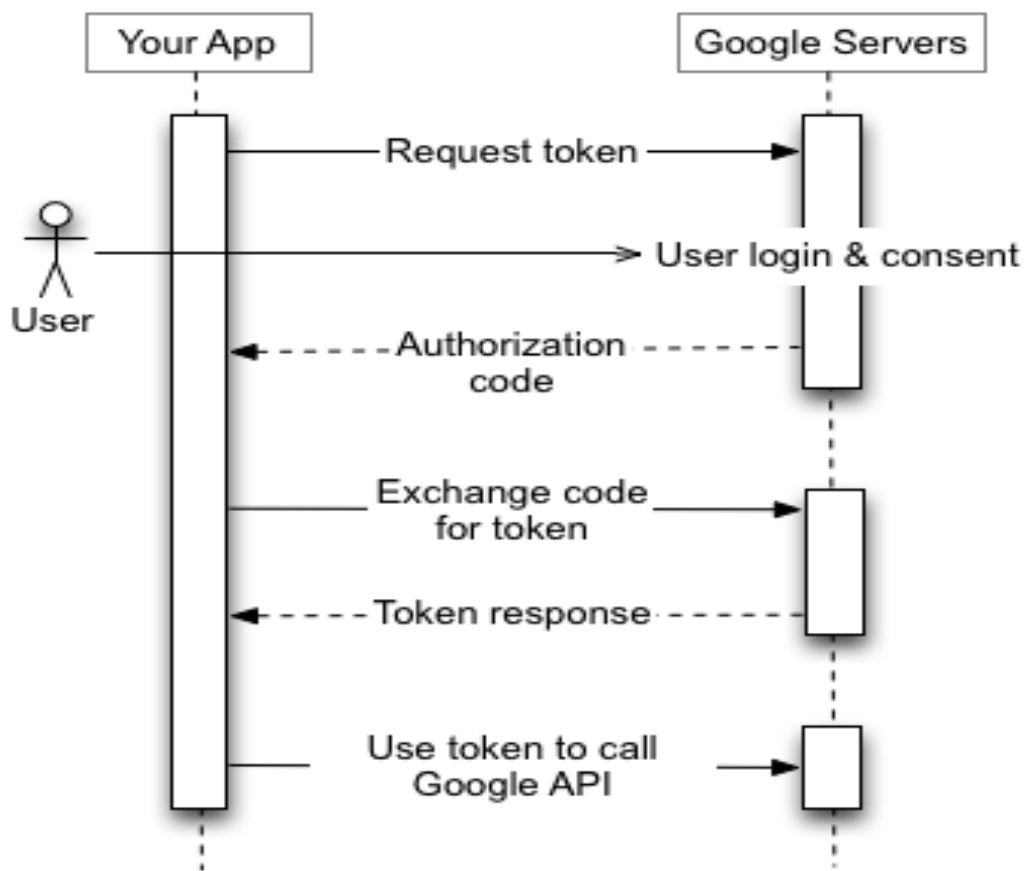 Your App
Google Servers
Request token
User login & consent
User
Authorization
code
Exchange code
for token
Token response
Use token to call
Google API